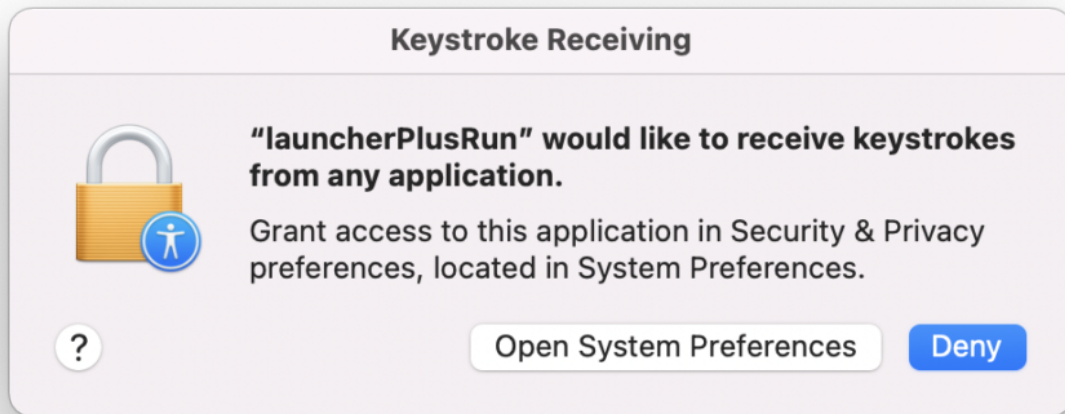 Keystroke Receiving
“launcherPlusRun” would like to receive keystrokes
from any application.
Grant access to this application in Security & Privacy
preferences, located in System Preferences.
?
Open System Preferences
Deny